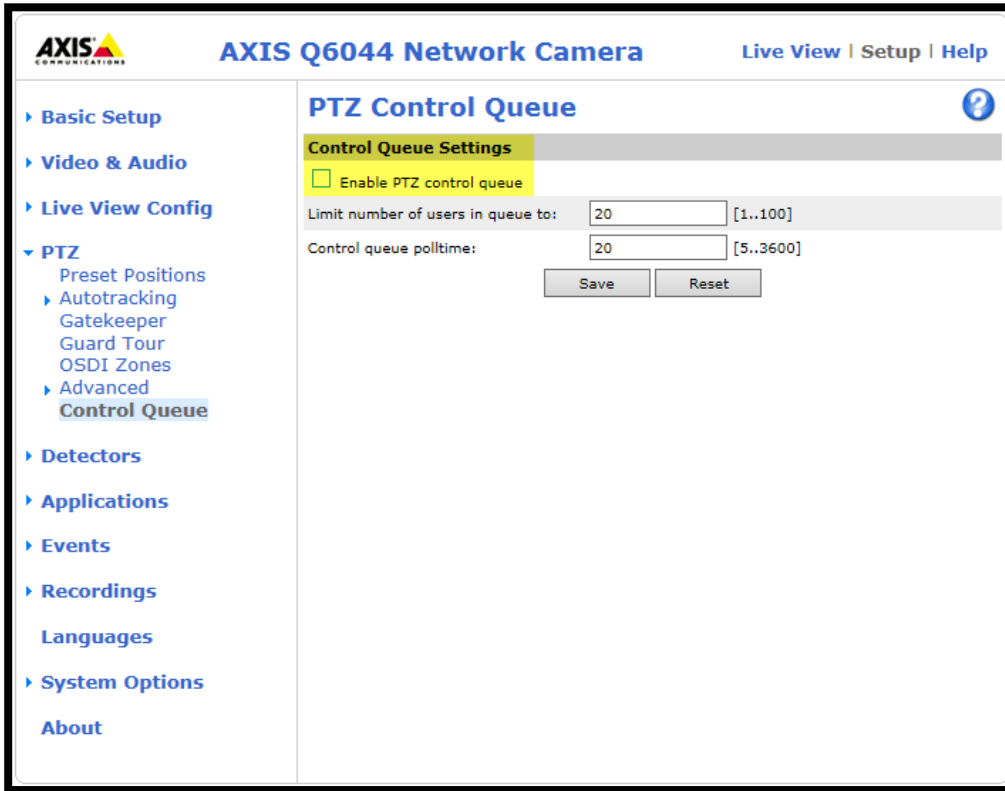 AXIS
COMMUNICATIONS
AXIS Q6044 Network Camera
Live View | Setup | Help
Basic Setup
Video & Audio
Live View Config
PTZ
Preset Positions
Autotracking
Gatekeeper
Guard Tour
OSDI Zones
Advanced
Control Queue
Detectors
Applications
Events
Recordings
Languages
System Options
About
PTZ Control Queue
?
Control Queue Settings
Enable PTZ control queue
Limit number of users in queue to: 20 [1..100]
Control queue polltime: 20 [5..3600]
Save Reset